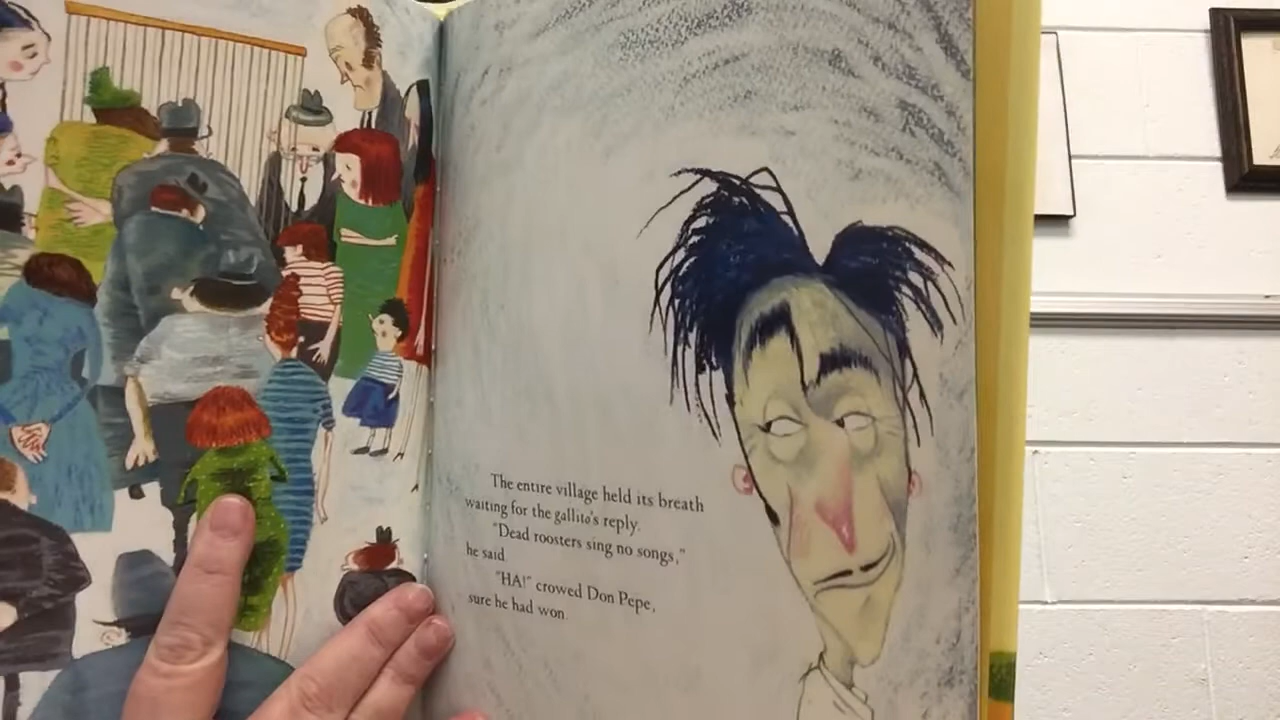 The entire village held its breath
waiting for the gallito's reply.
"Dead roosters sing no songs,"
he said.
"HA!" crowed Don Pepe,
sure he had won.